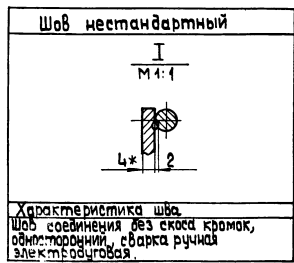 Шов нестандартный
I
М 1:1
4* 2
Характеристика шва
Шов соединения без скоса кромок,
односторонний, сварка ручная
электродуговая.